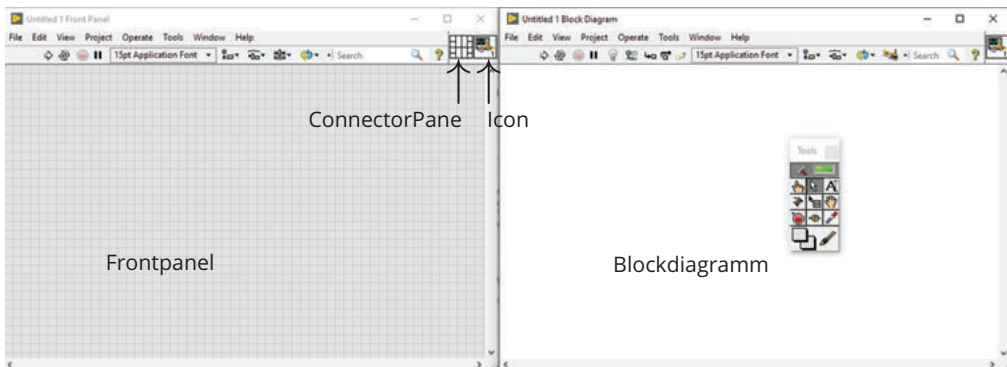 Untitled 1 Front Panel
File Edit View Project Operate Tools Window Help
15pt Application Font
Search
ConnectorPane
Icon
Frontpanel
Untitled 1 Block Diagram
File Edit View Project Operate Tools Window Help
15pt Application Font
Search
Tools
A
Blockdiagramm